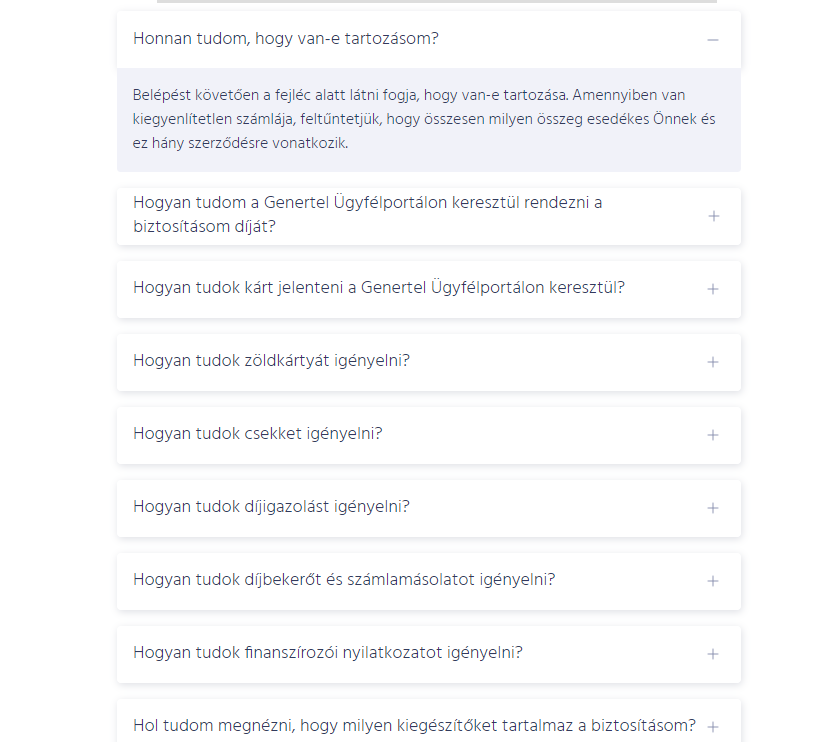 Honnan tudom, hogy van-e tartozásom?
Belépést követően a fejléc alatt látni fogja, hogy van-e tartozása. Amennyiben van
kiegyenlítetlen számlája, feltűntetjük, hogy összesen milyen összeg esedékes Önnek és
ez hány szerződésre vonatkozik.
Hogyan tudom a Genertel Ügyfélportálon keresztül rendezni a
biztosításom díját?
Hogyan tudok kárt jelenteni a Genertel Ügyfélportálon keresztül?
Hogyan tudok zöldkártyát igényelni?
Hogyan tudok csekket igényelni?
Hogyan tudok díjigazolást igényelni?
Hogyan tudok díjbekerőt és számlamásolatot igényelni?
Hogyan tudok finanszírozói nyilatkozatot igényelni?
Hol tudom megnézni, hogy milyen kiegészítőket tartalmaz a biztosításom?